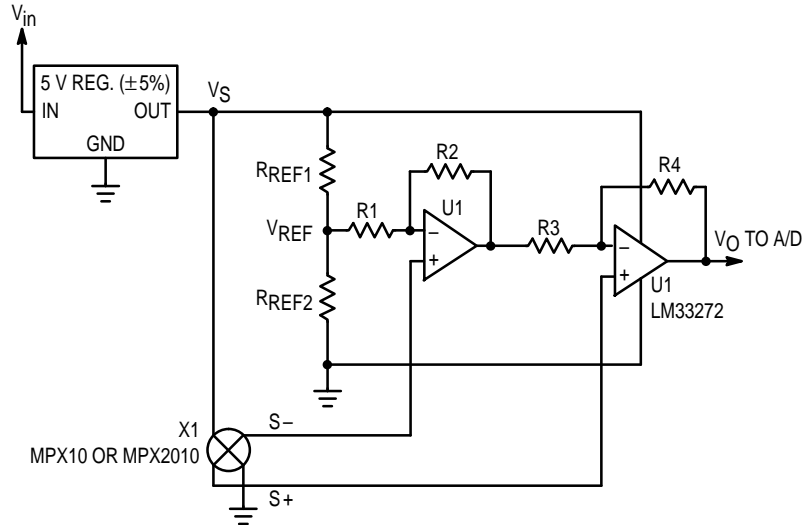 Vin
5 V REG. (±5%)
IN
OUT
GND
VS
RREF1
VREF
RREF2
R1
R2
U1
−
+
R3
R4
−
+
U1
LM33272
VO TO A/D
X1
MPX10 OR MPX2010
S−
S+